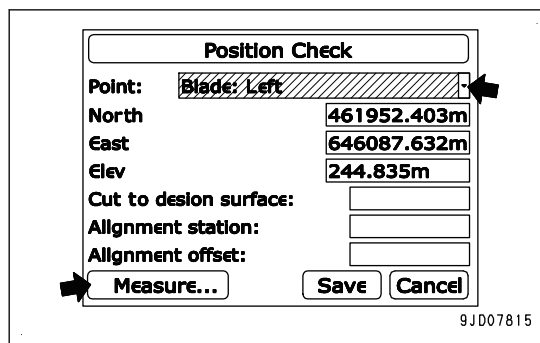 Position Check
Point: Blade: Left
North 461952.403m
East 646087.632m
Elev 244.835m
Cut to desion surface:
Alignment station:
Alignment offset:
Measure... Save Cancel
9JD07815